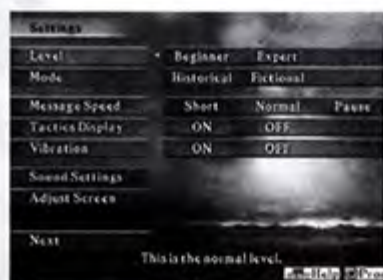 Settings
Level Beginner Expert
Mode Historical Fictional
Message Speed Short Normal Pause
Tactics Display ON OFF
Vibration ON OFF
Sound Settings
Adjust Screen
Next
This is the normal level.
Help